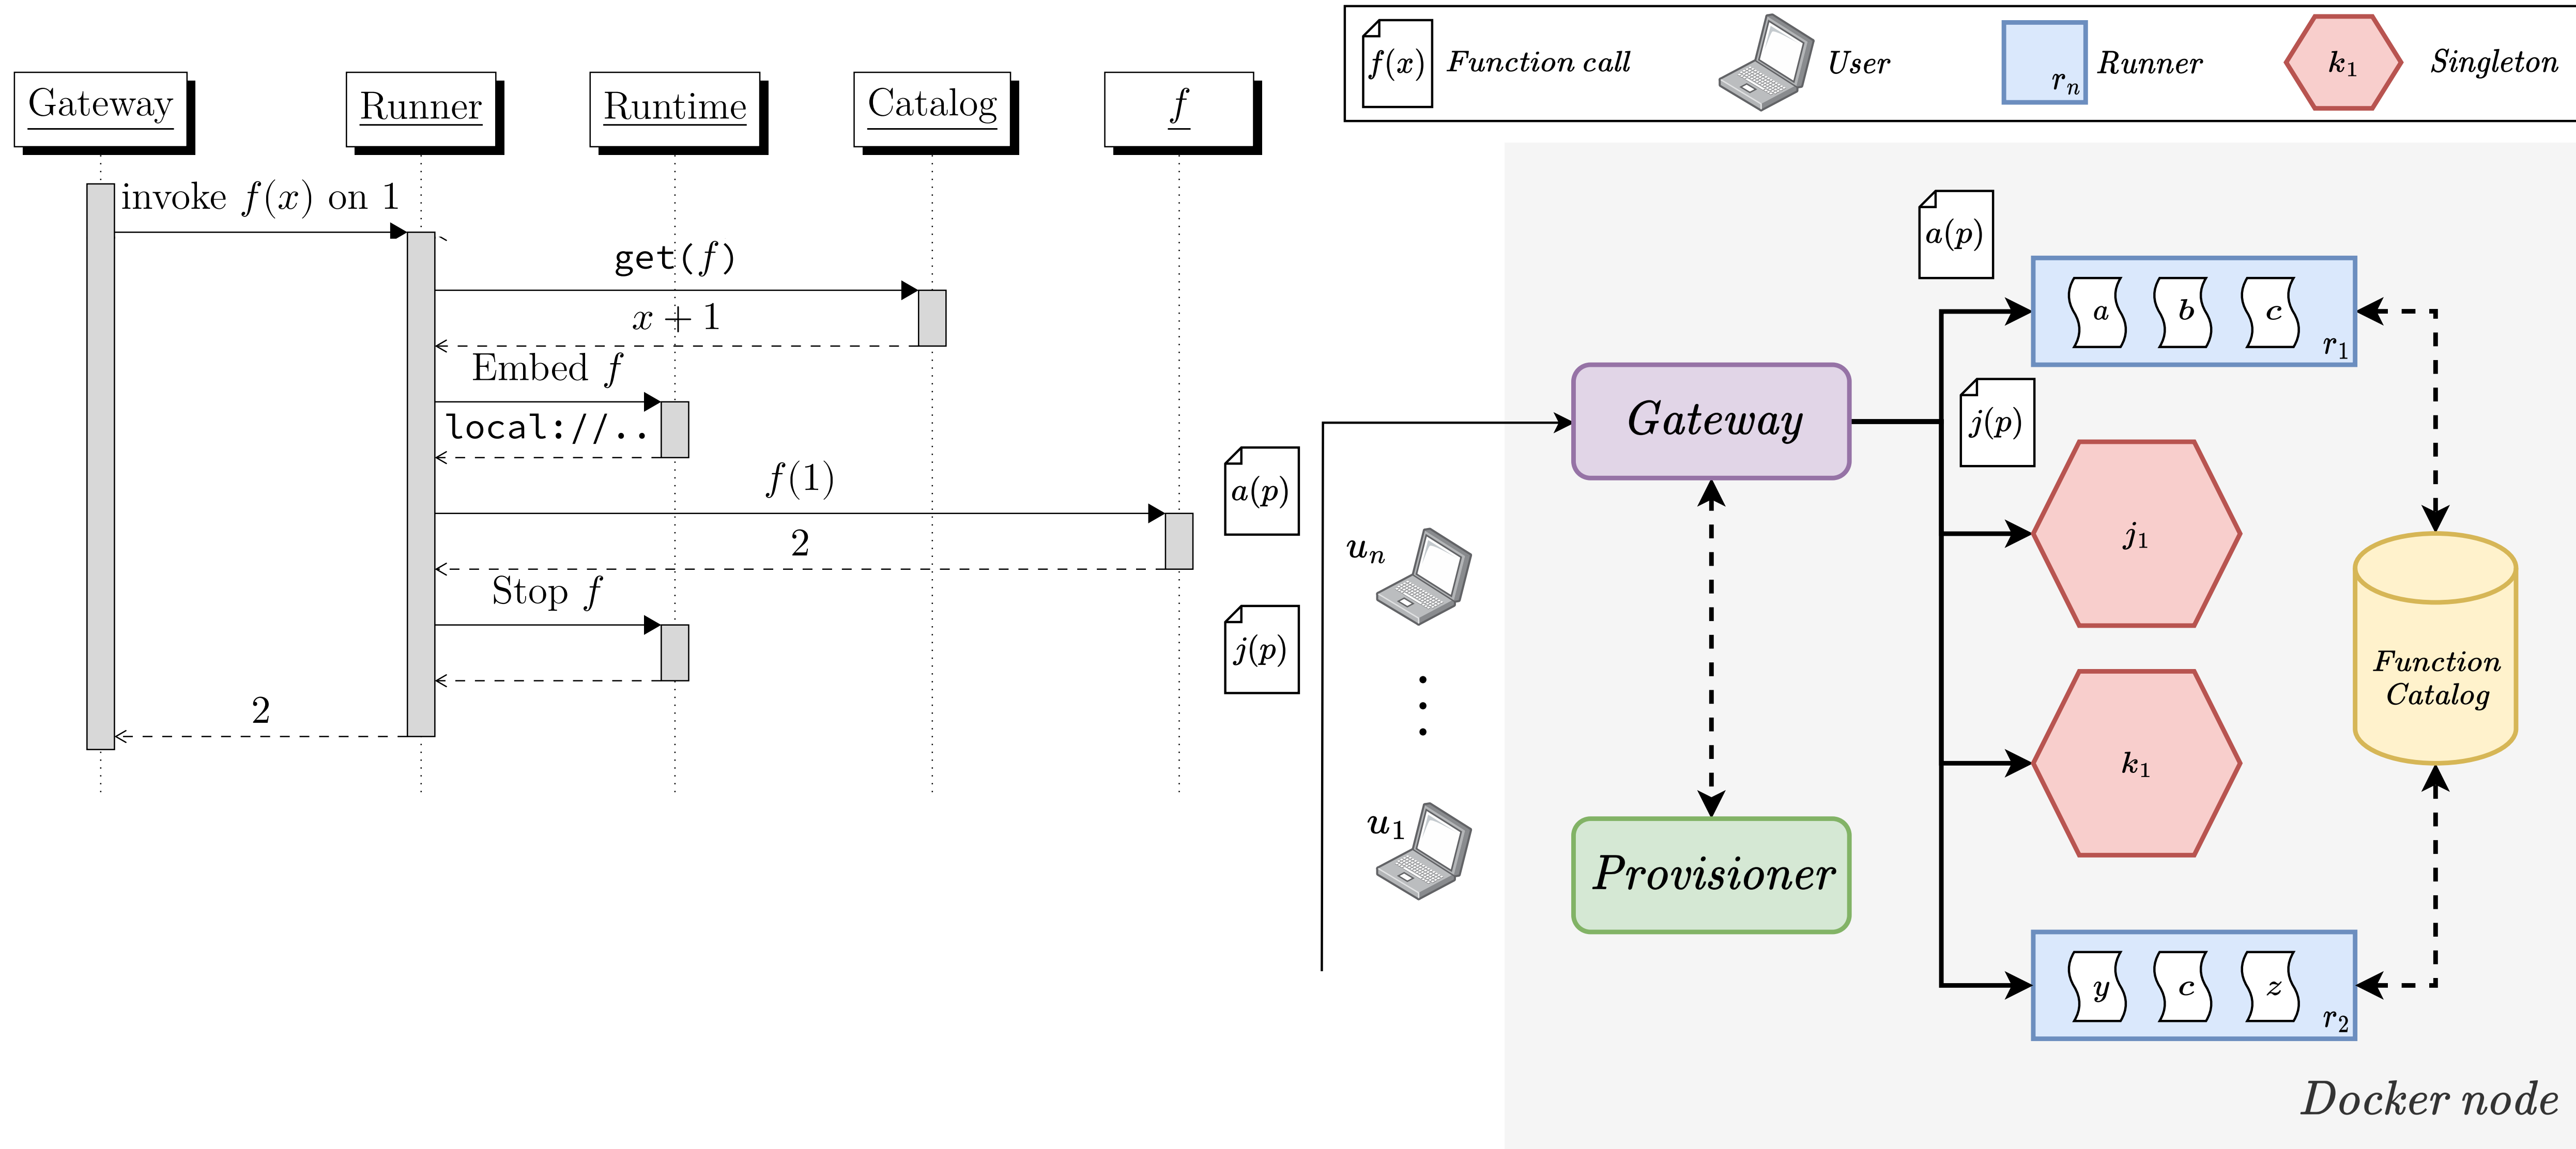 Gateway
Runner
Runtime
Catalog
f
invoke f(x) on 1
get(f)
x + 1
Embed f
local://..
f(1)
2
Stop f
2
f(x)
Function call
User
r_n
Runner
k_1
Singleton
a(p)
j(p)
u_n
u_1
Gateway
Provisioner
a(p)
j(p)
a b c
r_1
j_1
k_1
y c z
r_2
Function
Catalog
Docker node